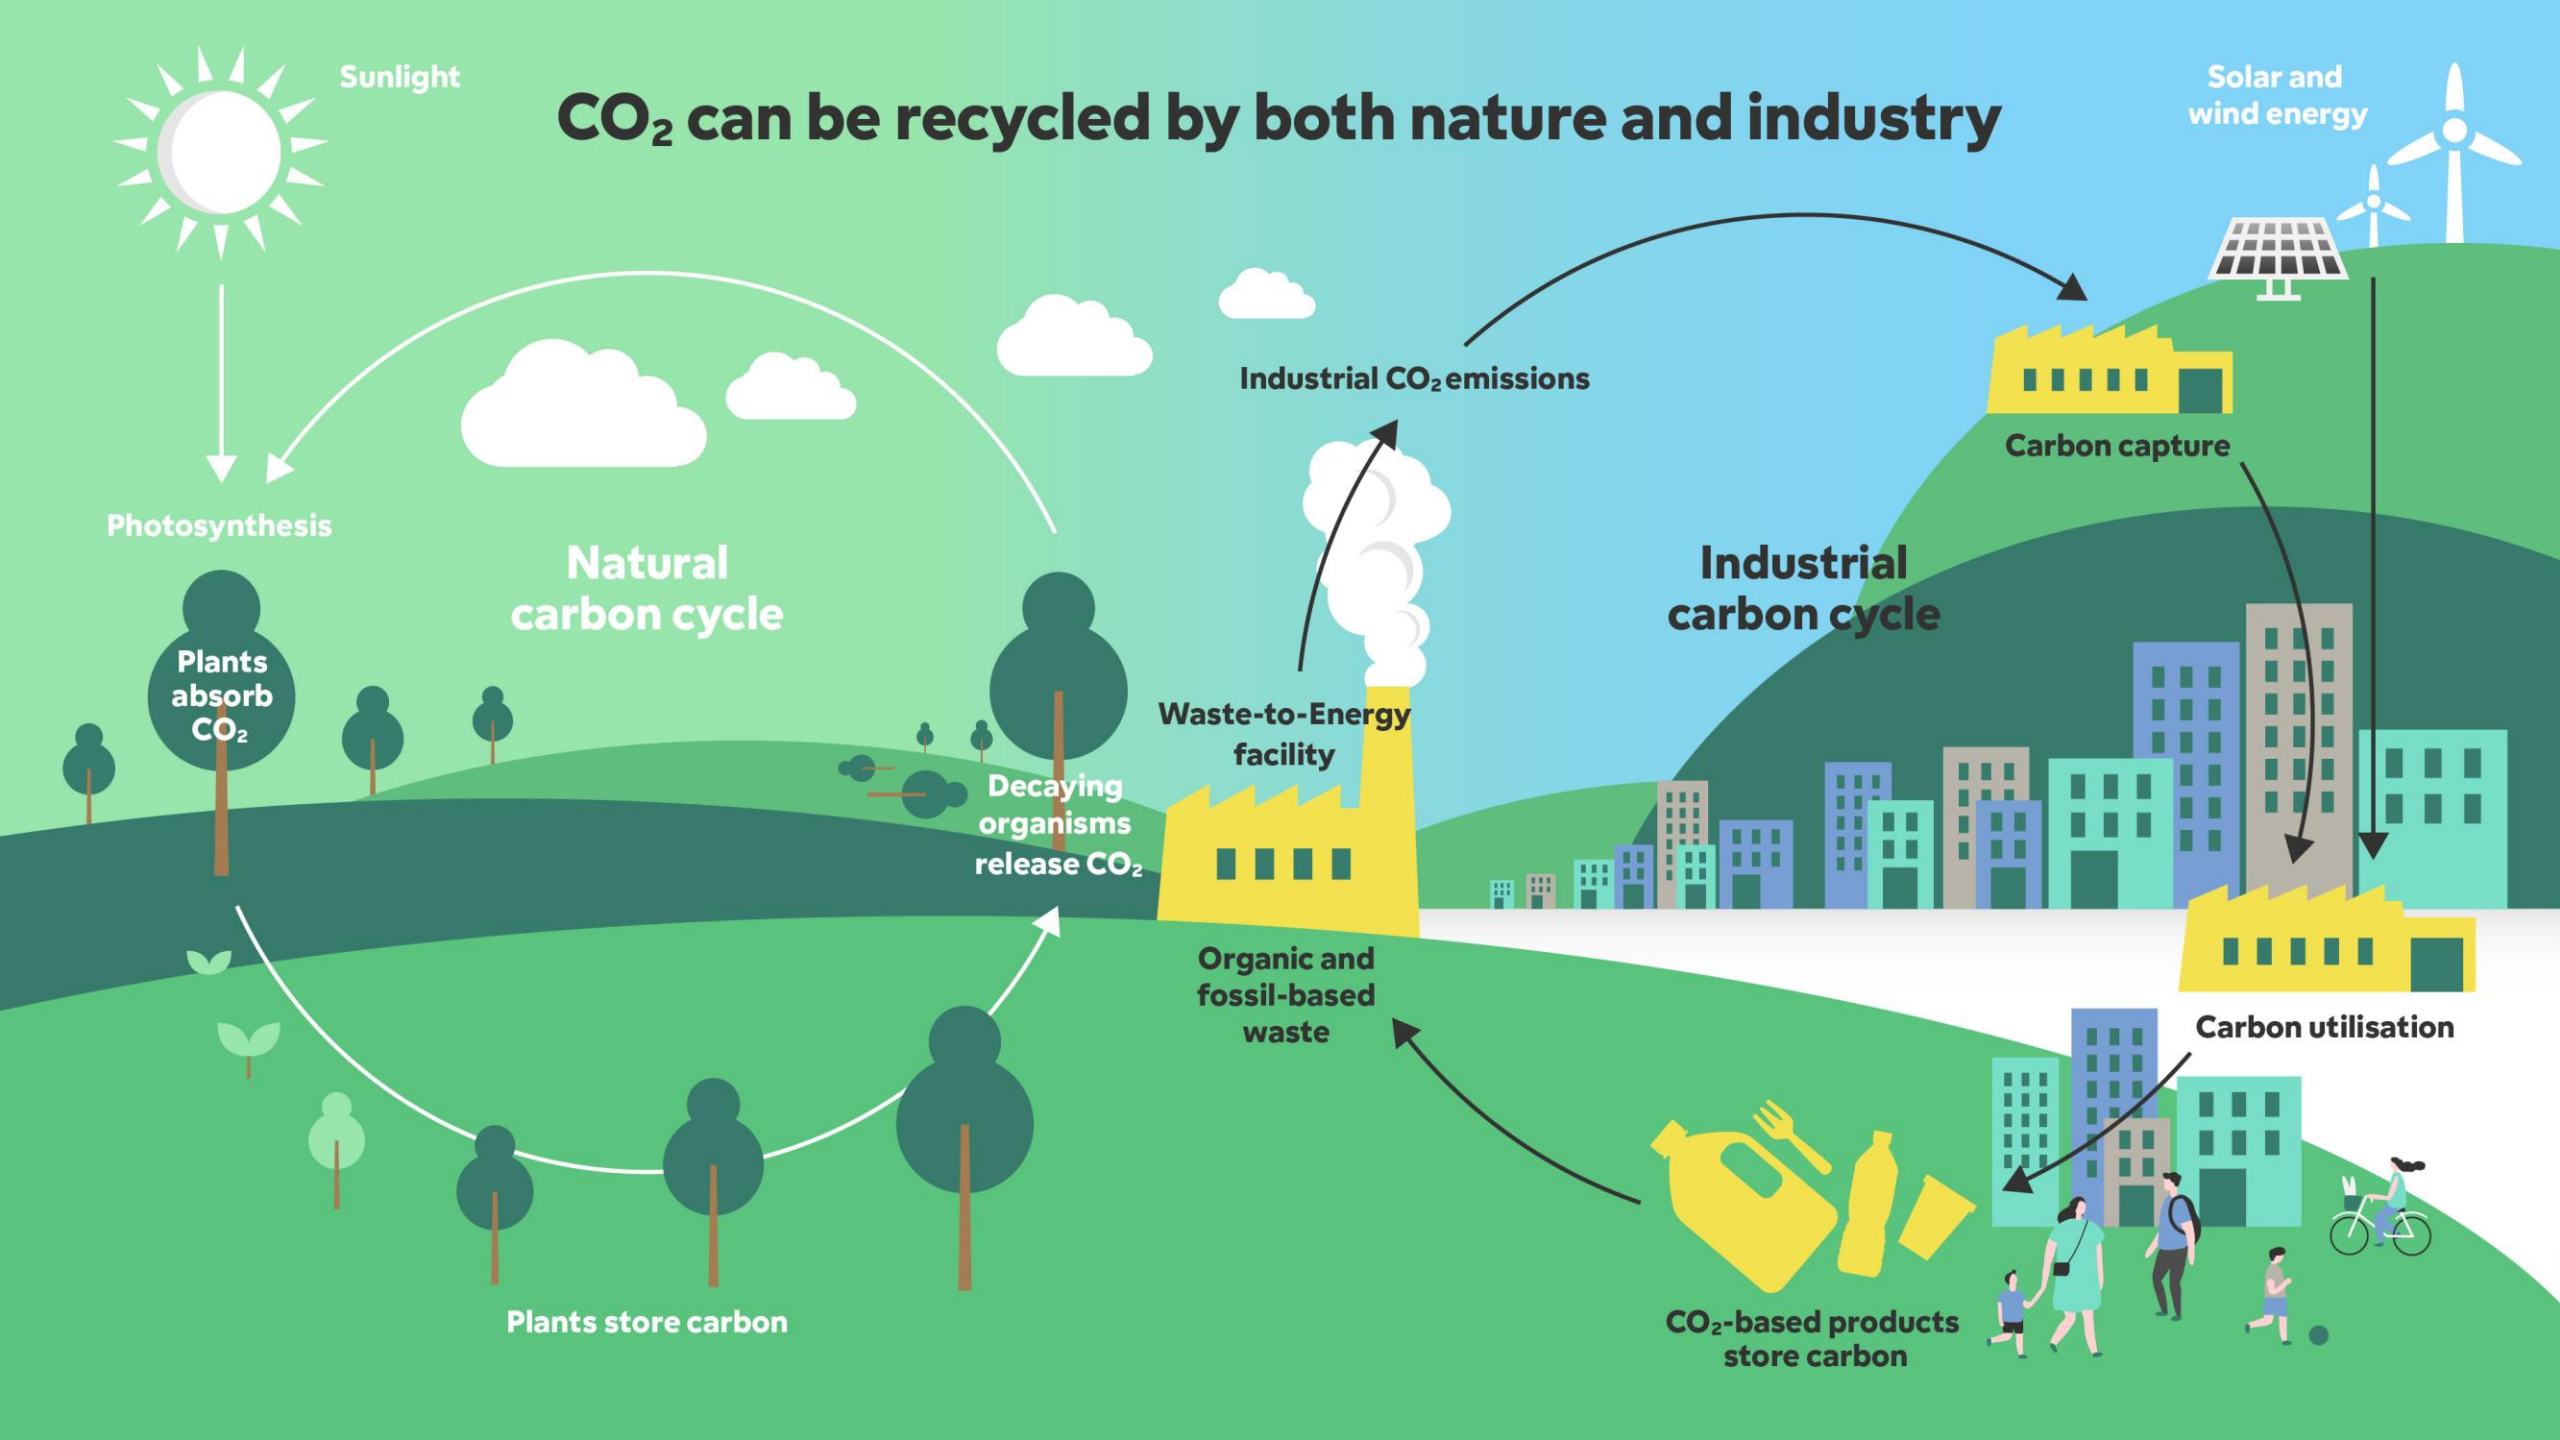 Sunlight
CO₂ can be recycled by both nature and industry
Solar and
wind energy
Industrial CO₂ emissions
Carbon capture
Photosynthesis
Natural
carbon cycle
Industrial
carbon cycle
Plants
absorb
CO₂
Waste-to-Energy
facility
Decaying
organisms
release CO₂
Organic and
fossil-based
waste
Carbon utilisation
Plants store carbon
CO₂-based products
store carbon